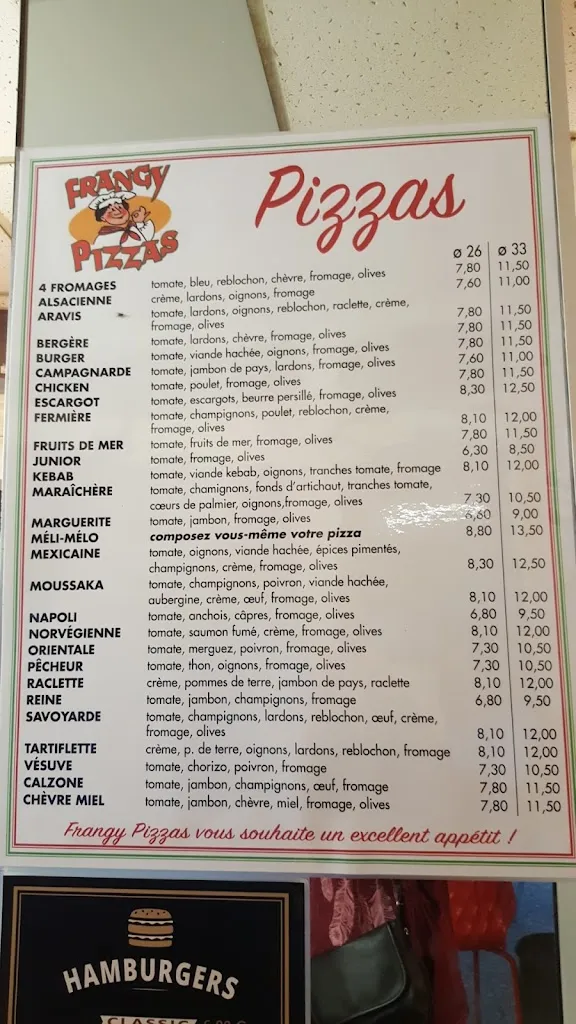 FRANGY
PIZZAS
Pizzas
ø 26 ø 33
4 FROMAGES tomate, bleu, reblochon, chèvre, fromage, olives 7,80 11,50
ALSACIENNE crème, lardons, oignons, fromage 7,60 11,00
ARAVIS tomate, lardons, oignons, reblochon, raclette, crème,
fromage, olives 7,80 11,50
BERGÈRE tomate, lardons, chèvre, fromage, olives 7,80 11,50
BURGER tomate, viande hachée, oignons, fromage, olives 7,80 11,50
CAMPAGNARDE tomate, jambon de pays, lardons, fromage, olives 7,60 11,00
CHICKEN tomate, poulet, fromage, olives 7,80 11,50
ESCARGOT tomate, escargots, beurre persillé, fromage, olives 8,30 12,50
FERMIÈRE tomate, champignons, poulet, reblochon, crème,
fromage, olives 8,10 12,00
FRUITS DE MER tomate, fruits de mer, fromage, olives 7,80 11,50
JUNIOR tomate, fromage, olives 6,30 8,50
KEBAB tomate, viande kebab, oignons, tranches tomate, fromage 8,10 12,00
MARAÎCHÈRE tomate, chamignons, fonds d'artichaut, tranches tomate,
cœurs de palmier, oignons,fromage, olives 7,30 10,50
MARGUERITE tomate, jambon, fromage, olives 6,60 9,00
MÉLI-MÉLO composez vous-même votre pizza 8,80 13,50
MEXICAINE tomate, oignons, viande hachée, épices pimentés,
champignons, crème, fromage, olives 8,30 12,50
MOUSSAKA tomate, champignons, poivron, viande hachée,
aubergine, crème, œuf, fromage, olives 8,10 12,00
NAPOLI tomate, anchois, câpres, fromage, olives 6,80 9,50
NORVÉGIENNE tomate, saumon fumé, crème, fromage, olives 8,10 12,00
ORIENTALE tomate, merguez, poivron, fromage, olives 7,30 10,50
PÊCHEUR tomate, thon, oignons, fromage, olives 7,30 10,50
RACLETTE crème, pommes de terre, jambon de pays, raclette 8,10 12,00
REINE tomate, jambon, champignons, fromage 6,80 9,50
SAVOYARDE tomate, champignons, lardons, reblochon, œuf, crème,
fromage, olives 8,10 12,00
TARTIFLETTE crème, p. de terre, oignons, lardons, reblochon, fromage 8,10 12,00
VÉSUVE tomate, chorizo, poivron, fromage 7,30 10,50
CALZONE tomate, jambon, champignons, œuf, fromage 7,80 11,50
CHÈVRE MIEL tomate, jambon, chèvre, miel, fromage, olives 7,80 11,50
Frangy Pizzas vous souhaite un excellent appétit !
HAMBURGERS
CLASSIC